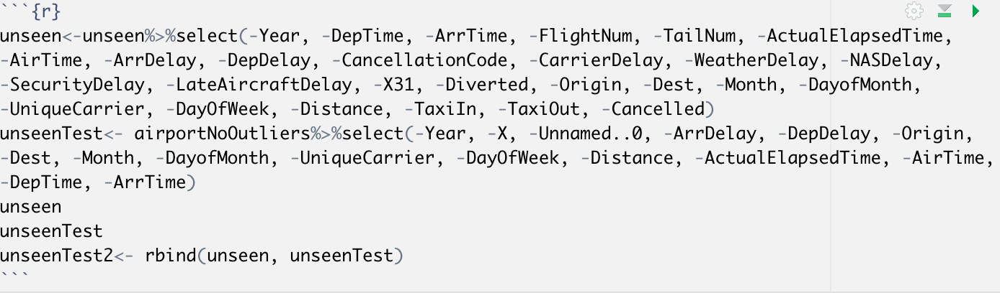 ```{r}
unseen<-unseen%>%select(-Year, -DepTime, -ArrTime, -FlightNum, -TailNum, -ActualElapsedTime,
-AirTime, -ArrDelay, -DepDelay, -CancellationCode, -CarrierDelay, -WeatherDelay, -NASDelay,
-SecurityDelay, -LateAircraftDelay, -X31, -Diverted, -Origin, -Dest, -Month, -DayofMonth,
-UniqueCarrier, -DayOfWeek, -Distance, -TaxiIn, -TaxiOut, -Cancelled)
unseenTest<- airportNoOutliers%>%select(-Year, -X, -Unnamed..0, -ArrDelay, -DepDelay, -Origin,
-Dest, -Month, -DayofMonth, -UniqueCarrier, -DayOfWeek, -Distance, -ActualElapsedTime, -AirTime,
-DepTime, -ArrTime)
unseen
unseenTest
unseenTest2<- rbind(unseen, unseenTest)
```